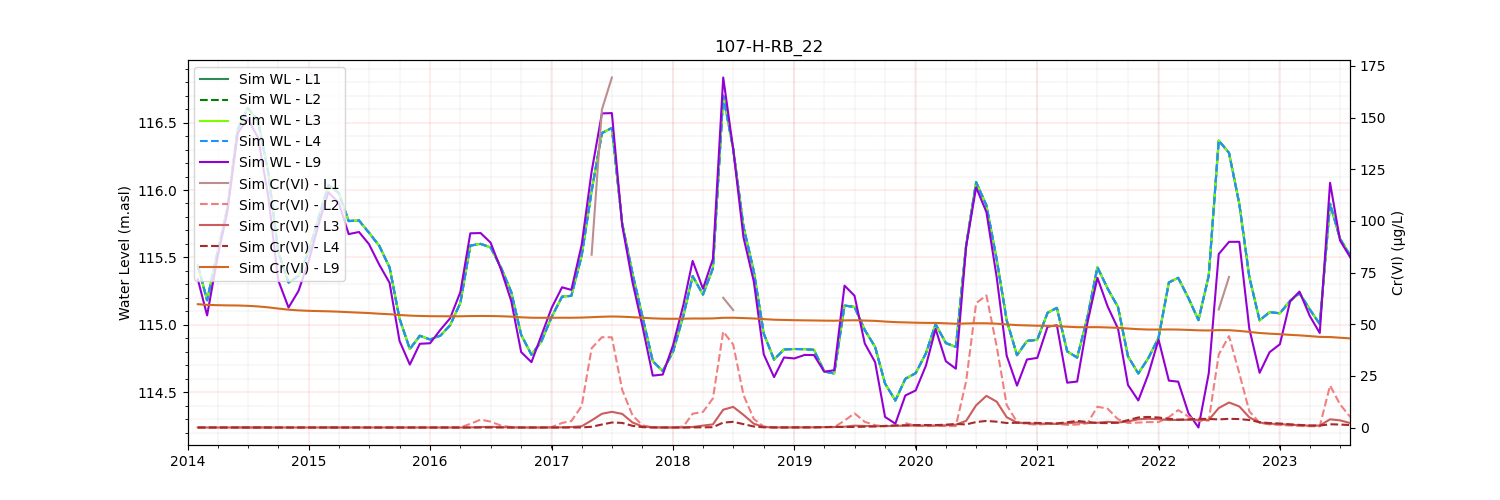 107-H-RB_22
Water Level (m.asl)
116.5
116.0
115.5
115.0
114.5
Sim WL - L1
Sim WL - L2
Sim WL - L3
Sim WL - L4
Sim WL - L9
Sim Cr(VI) - L1
Sim Cr(VI) - L2
Sim Cr(VI) - L3
Sim Cr(VI) - L4
Sim Cr(VI) - L9
175
150
125
100
75
50
25
0
Cr(VI) (μg/L)
2014 2015 2016 2017 2018 2019 2020 2021 2022 2023